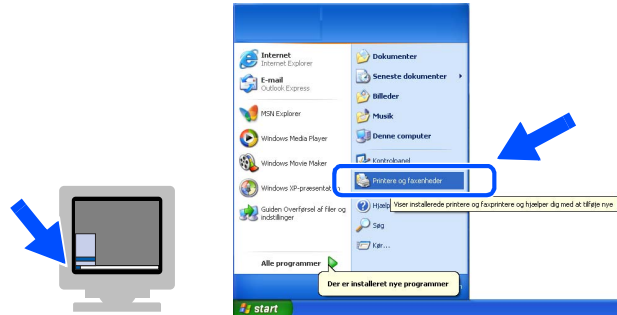 Internet
Internet Explorer
E-mail
Outlook Express
MSN Explorer
Windows Media Player
Windows Movie Maker
Windows XP-præsentation
Guiden Overførsel af filer og
indstillinger
Alle programmer
Dokumenter
Seneste dokumenter
Billeder
Musik
Denne computer
Kontrolpanel
Printere og faxenheder
Hjælp
Viser installerede printere og faxprintere og hjælper dig med at tilføje nye
Søg
Kør...
Der er installeret nye programmer
start